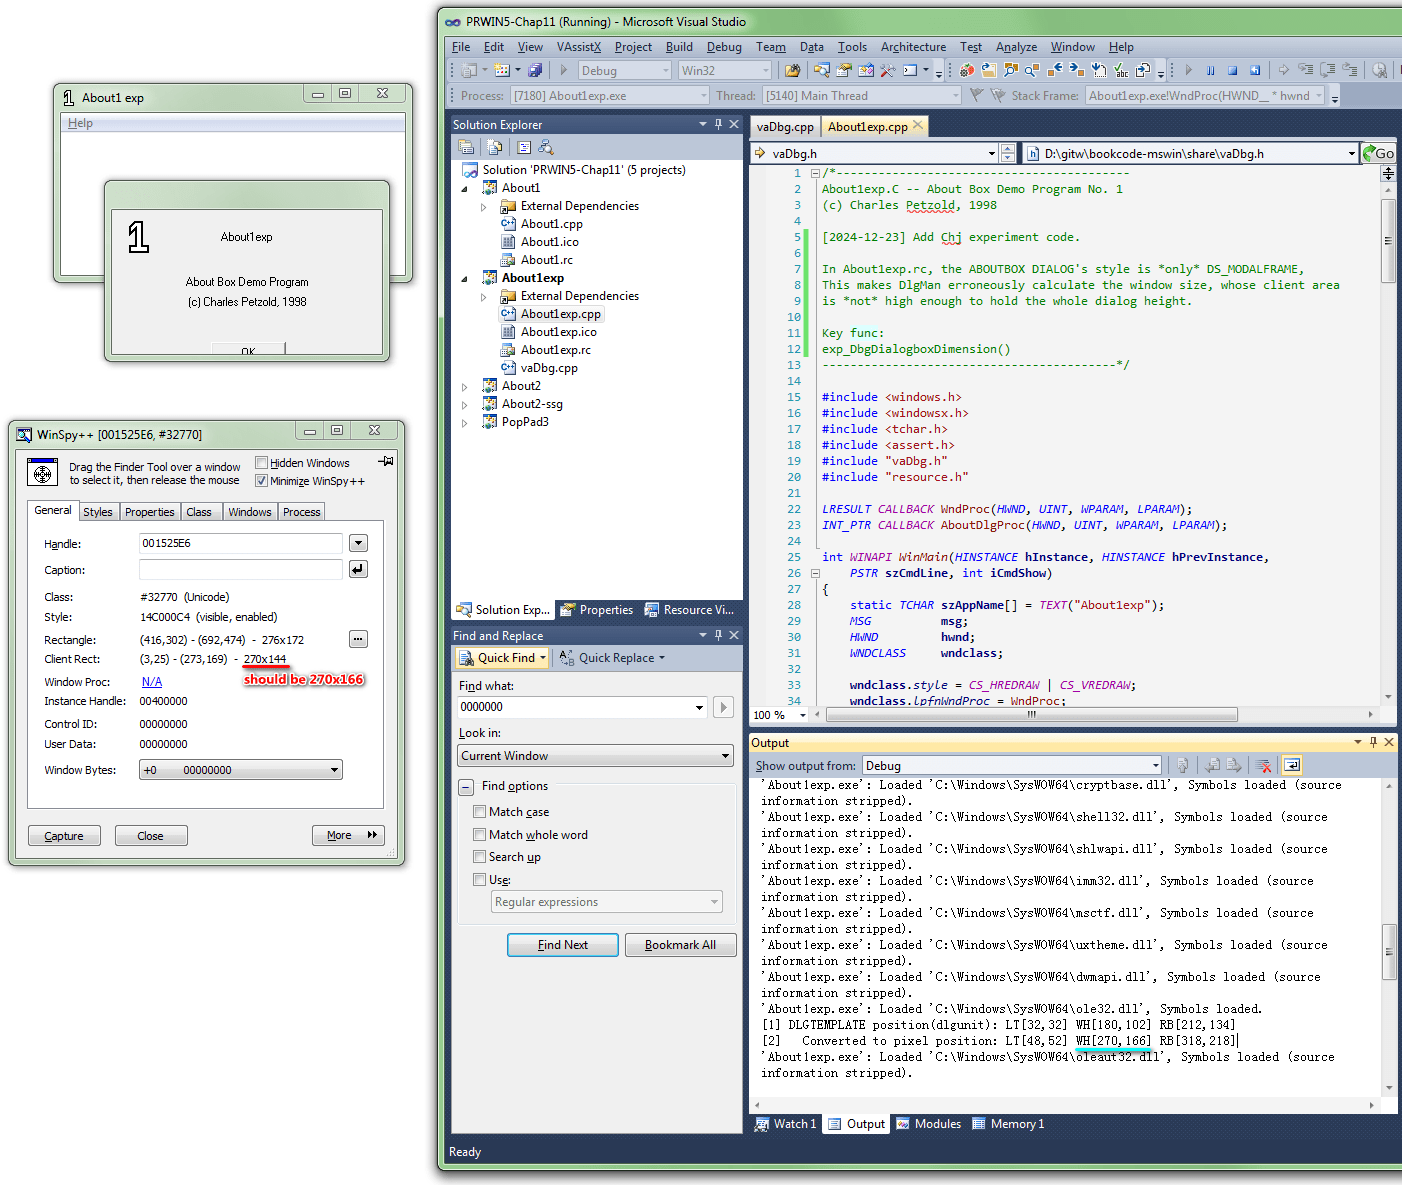 About1 exp
Help
1
About1exp
About Box Demo Program
(c) Charles Petzold, 1998
OK
WinSpy++ [001525E6, #32770]
Drag the Finder Tool over a window
to select it, then release the mouse
Hidden Windows
Minimize WinSpy++
General Styles Properties Class Windows Process
Handle: 001525E6
Caption:
Class: #32770 (Unicode)
Style: 14C000C4 (visible, enabled)
Rectangle: (416,302) - (692,474) - 276x172
Client Rect: (3,25) - (273,169) - 270x144
should be 270x166
Window Proc: N/A
Instance Handle: 00400000
Control ID: 00000000
User Data: 00000000
Window Bytes: +0 00000000
Capture Close More
PRWIN5-Chap11 (Running) - Microsoft Visual Studio
File Edit View VAssistX Project Build Debug Team Data Tools Architecture Test Analyze Window Help
Debug Win32
Process: [7180] About1exp.exe Thread: [5140] Main Thread Stack Frame: About1exp.exe!WndProc(HWND__ * hwnd
Solution Explorer
Solution 'PRWIN5-Chap11' (5 projects)
About1
External Dependencies
About1.cpp
About1.ico
About1.rc
About1exp
External Dependencies
About1exp.cpp
About1exp.ico
About1exp.rc
vaDbg.cpp
About2
About2-ssg
PopPad3
Solution Exp... Properties Resource Vi...
Find and Replace
Quick Find Quick Replace
Find what:
0000000
Look in:
Current Window
Find options
Match case
Match whole word
Search up
Use:
Regular expressions
Find Next Bookmark All
vaDbg.cpp About1exp.cpp
vaDbg.h D:\gitw\bookcode-mswin\share\vaDbg.h Go
1 /*------------------------------------------
2 About1exp.C -- About Box Demo Program No. 1
3 (c) Charles Petzold, 1998
4
5 [2024-12-23] Add Chj experiment code.
6
7 In About1exp.rc, the ABOUTBOX DIALOG's style is *only* DS_MODALFRAME,
8 This makes DlgMan erroneously calculate the window size, whose client area
9 is *not* high enough to hold the whole dialog height.
10
11 Key func:
12 exp_DbgDialogboxDimension()
13 ------------------------------------------*/
14
15 #include <windows.h>
16 #include <windowsx.h>
17 #include <tchar.h>
18 #include <assert.h>
19 #include "vaDbg.h"
20 #include "resource.h"
21
22 LRESULT CALLBACK WndProc(HWND, UINT, WPARAM, LPARAM);
23 INT_PTR CALLBACK AboutDlgProc(HWND, UINT, WPARAM, LPARAM);
24
25 int WINAPI WinMain(HINSTANCE hInstance, HINSTANCE hPrevInstance,
26 PSTR szCmdLine, int iCmdShow)
27 {
28 static TCHAR szAppName[] = TEXT("About1exp");
29 MSG msg;
30 HWND hwnd;
31 WNDCLASS wndclass;
32
33 wndclass.style = CS_HREDRAW | CS_VREDRAW;
34 wndclass.lpfnWndProc = WndProc;
100 %
Output
Show output from: Debug
'About1exp.exe': Loaded 'C:\Windows\SysWOW64\cryptbase.dll', Symbols loaded (source
information stripped).
'About1exp.exe': Loaded 'C:\Windows\SysWOW64\shell32.dll', Symbols loaded (source
information stripped).
'About1exp.exe': Loaded 'C:\Windows\SysWOW64\shlwapi.dll', Symbols loaded (source
information stripped).
'About1exp.exe': Loaded 'C:\Windows\SysWOW64\imm32.dll', Symbols loaded (source
information stripped).
'About1exp.exe': Loaded 'C:\Windows\SysWOW64\msctf.dll', Symbols loaded (source
information stripped).
'About1exp.exe': Loaded 'C:\Windows\SysWOW64\uxtheme.dll', Symbols loaded (source
information stripped).
'About1exp.exe': Loaded 'C:\Windows\SysWOW64\dwmapi.dll', Symbols loaded (source
information stripped).
'About1exp.exe': Loaded 'C:\Windows\SysWOW64\ole32.dll', Symbols loaded.
[1] DLGTEMPLATE position(dlgunit): LT[32,32] WH[180,102] RB[212,134]
[2] Converted to pixel position: LT[48,52] WH[270,166] RB[318,218]
'About1exp.exe': Loaded 'C:\Windows\SysWOW64\oleaut32.dll', Symbols loaded (source
information stripped).
Watch 1 Output Modules Memory 1
Ready